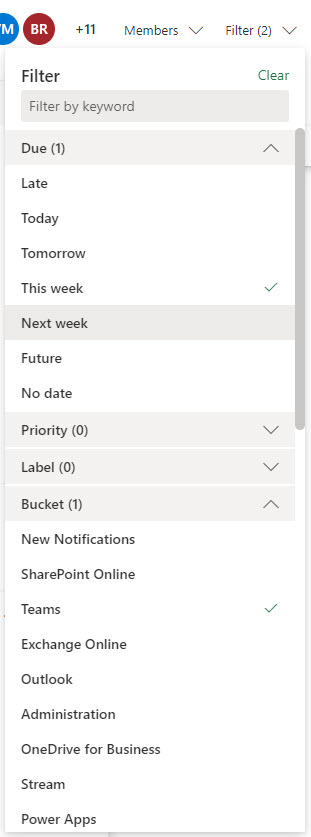 M BR +11 Members Filter (2)
Filter Clear
Filter by keyword
Due (1)
Late
Today
Tomorrow
This week
Next week
Future
No date
Priority (0)
Label (0)
Bucket (1)
New Notifications
SharePoint Online
Teams
Exchange Online
Outlook
Administration
OneDrive for Business
Stream
Power Apps